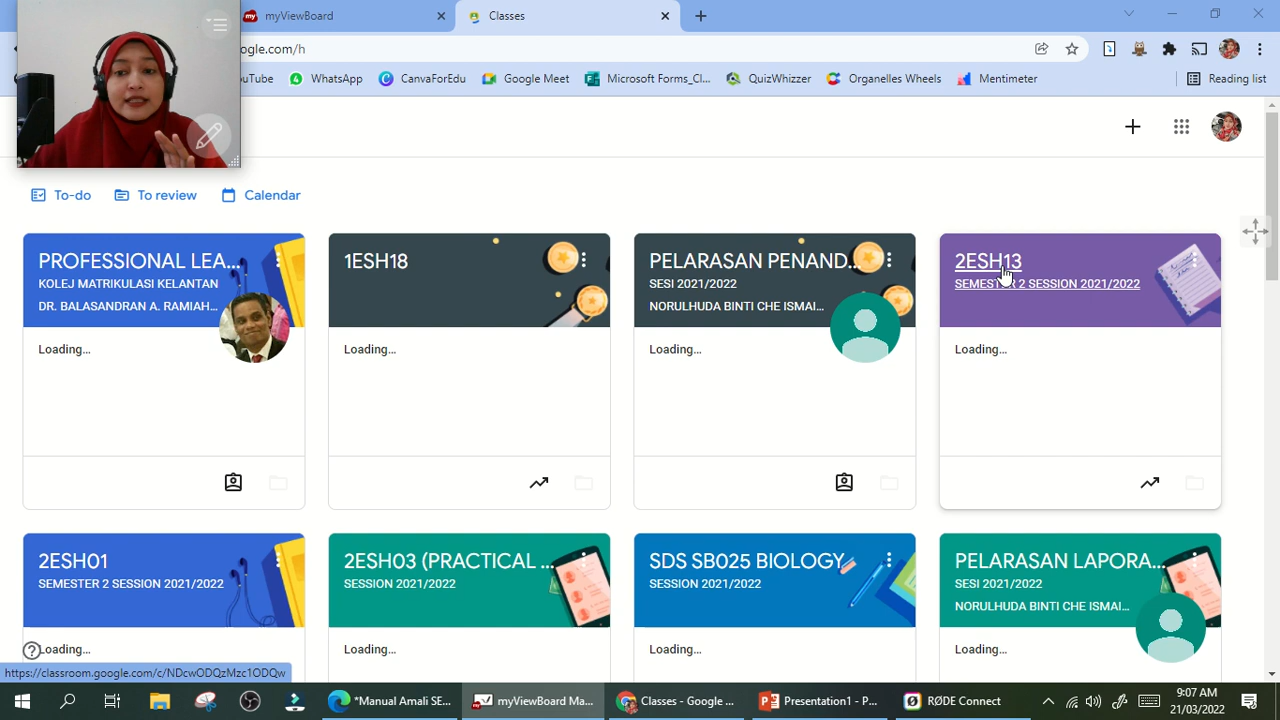 myViewBoard
Classes
ogle.com/h
uTube
WhatsApp
CanvaForEdu
Google Meet
Microsoft Forms_Cl...
QuizWhizzer
Organelles Wheels
Mentimeter
Reading list
To-do
To review
Calendar
PROFESSIONAL LEA...
KOLEJ MATRIKULASI KELANTAN
DR. BALASANDRAN A. RAMIAH...
Loading...
1ESH18
Loading...
PELARASAN PENAND...
SESI 2021/2022
NORULHUDA BINTI CHE ISMAI...
Loading...
2ESH13
SEMESTER 2 SESSION 2021/2022
Loading...
2ESH01
SEMESTER 2 SESSION 2021/2022
Loading...
2ESH03 (PRACTICAL ...
SESSION 2021/2022
Loading...
SDS SB025 BIOLOGY
SESSION 2021/2022
Loading...
PELARASAN LAPORA...
SESI 2021/2022
NORULHUDA BINTI CHE ISMAI...
Loading...
https://classroom.google.com/c/NDcwODQzMzc1ODQw
*Manual Amali SE...
myViewBoard Ma...
Classes - Google ...
Presentation1 - P...
RØDE Connect
9:07 AM
21/03/2022